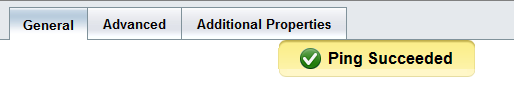 General Advanced Additional Properties
Ping Succeeded